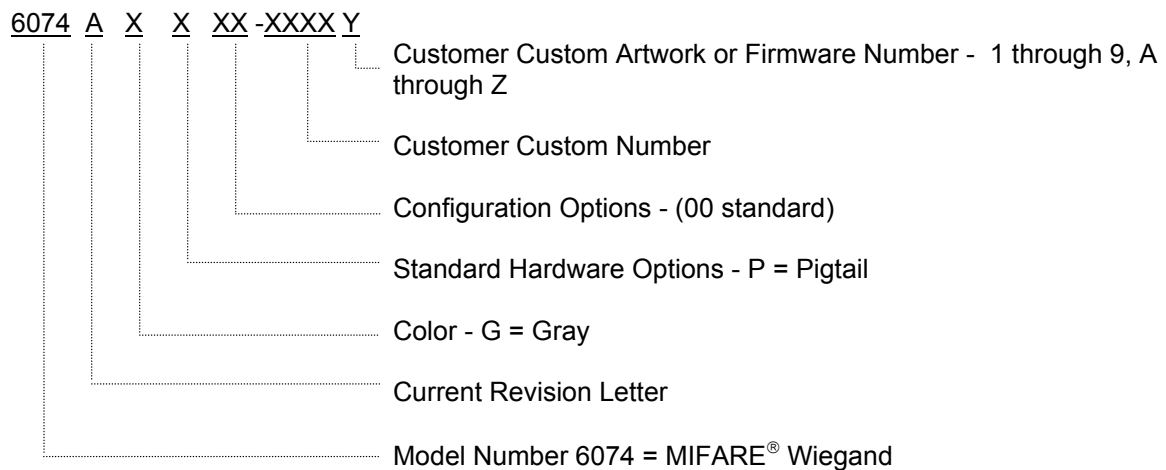 6074 A X X XX -XXXX Y
Customer Custom Artwork or Firmware Number - 1 through 9, A
through Z
Customer Custom Number
Configuration Options - (00 standard)
Standard Hardware Options - P = Pigtail
Color - G = Gray
Current Revision Letter
Model Number 6074 = MIFARE® Wiegand